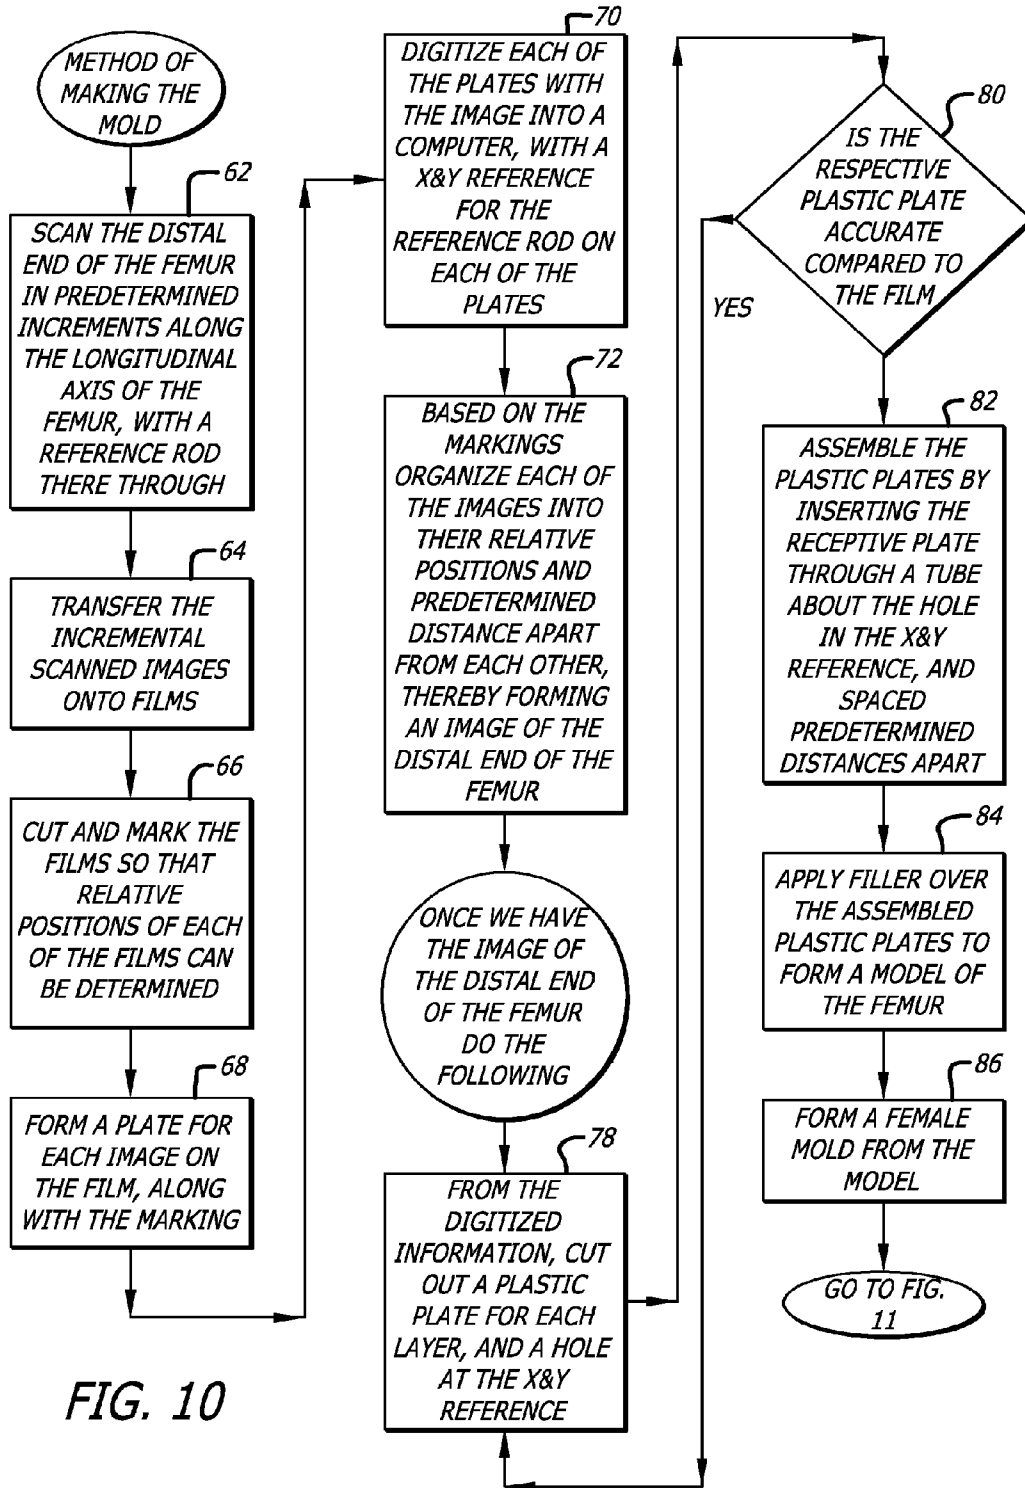 METHOD OF
MAKING THE
MOLD
62
SCAN THE DISTAL
END OF THE FEMUR
IN PREDETERMINED
INCREMENTS ALONG
THE LONGITUDINAL
AXIS OF THE
FEMUR, WITH A
REFERENCE ROD
THERE THROUGH
64
TRANSFER THE
INCREMENTAL
SCANNED IMAGES
ONTO FILMS
66
CUT AND MARK THE
FILMS SO THAT
RELATIVE
POSITIONS OF EACH
OF THE FILMS CAN
BE DETERMINED
68
FORM A PLATE FOR
EACH IMAGE ON
THE FILM, ALONG
WITH THE MARKING
70
DIGITIZE EACH OF
THE PLATES WITH
THE IMAGE INTO A
COMPUTER, WITH A
X&Y REFERENCE
FOR THE
REFERENCE ROD ON
EACH OF THE
PLATES
72
BASED ON THE
MARKINGS
ORGANIZE EACH OF
THE IMAGES INTO
THEIR RELATIVE
POSITIONS AND
PREDETERMINED
DISTANCE APART
FROM EACH OTHER,
THEREBY FORMING
AN IMAGE OF THE
DISTAL END OF THE
FEMUR
ONCE WE HAVE
THE IMAGE OF
THE DISTAL END
OF THE FEMUR
DO THE
FOLLOWING
78
FROM THE
DIGITIZED
INFORMATION, CUT
OUT A PLASTIC
PLATE FOR EACH
LAYER, AND A HOLE
AT THE X&Y
REFERENCE
80
IS THE
RESPECTIVE
PLASTIC PLATE
ACCURATE
COMPARED TO
THE FILM
YES
82
ASSEMBLE THE
PLASTIC PLATES BY
INSERTING THE
RECEPTIVE PLATE
THROUGH A TUBE
ABOUT THE HOLE
IN THE X&Y
REFERENCE, AND
SPACED
PREDETERMINED
DISTANCES APART
84
APPLY FILLER OVER
THE ASSEMBLED
PLASTIC PLATES TO
FORM A MODEL OF
THE FEMUR
86
FORM A FEMALE
MOLD FROM THE
MODEL
GO TO FIG.
11
FIG. 10